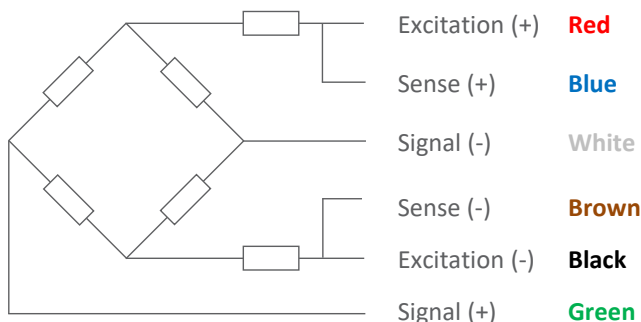 Excitation (+) Red
Sense (+) Blue
Signal (-) White
Sense (-) Brown
Excitation (-) Black
Signal (+) Green